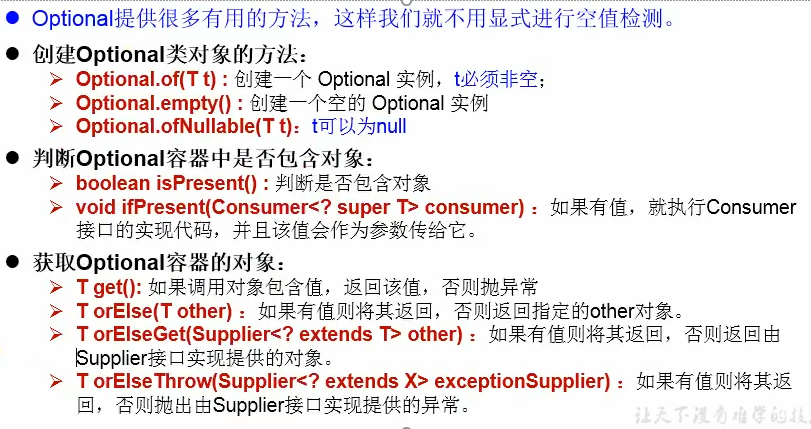 ● Optional提供很多有用的方法，这样我们就不用显式进行空值检测。
● 创建Optional类对象的方法：
➢ Optional.of(T t) : 创建一个 Optional 实例，t必须非空；
➢ Optional.empty() : 创建一个空的 Optional 实例
➢ Optional.ofNullable(T t)：t可以为null
● 判断Optional容器中是否包含对象：
➢ boolean isPresent() : 判断是否包含对象
➢ void ifPresent(Consumer<? super T> consumer) ：如果有值，就执行Consumer
接口的实现代码，并且该值会作为参数传给它。
● 获取Optional容器的对象：
➢ T get(): 如果调用对象包含值，返回该值，否则抛异常
➢ T orElse(T other) ：如果有值则将其返回，否则返回指定的other对象。
➢ T orElseGet(Supplier<? extends T> other) ：如果有值则将其返回，否则返回由
Supplier接口实现提供的对象。
➢ T orElseThrow(Supplier<? extends X> exceptionSupplier) ：如果有值则将其返
回，否则抛出由Supplier接口实现提供的异常。
让天下没有难学的技